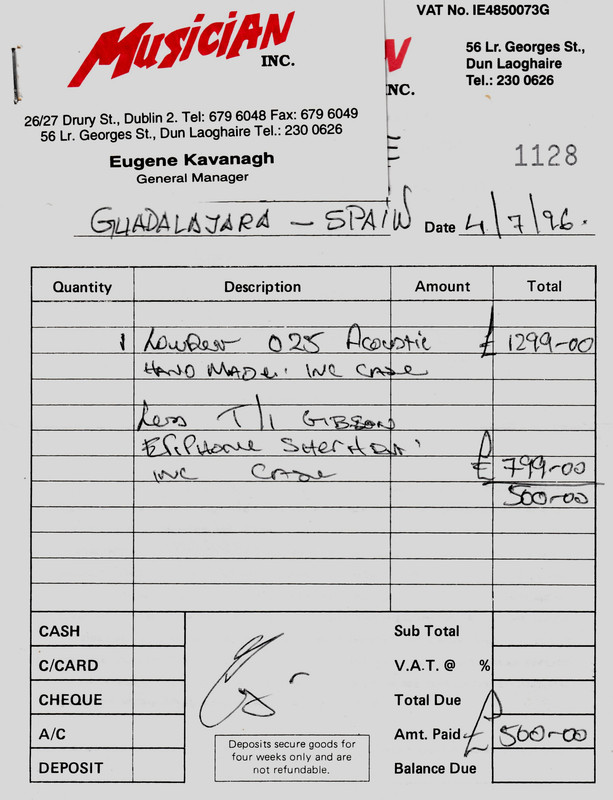 MUSICIAN INC.
26/27 Drury St., Dublin 2. Tel: 679 6048 Fax: 679 6049
56 Lr. Georges St., Dun Laoghaire Tel.: 230 0626
Eugene Kavanagh
General Manager
VAT No. IE4850073G
56 Lr. Georges St.,
Dun Laoghaire
Tel.: 230 0626
NC.
1128
GUADALAJARA - SPAIN Date 4/7/96.
Quantity Description Amount Total
1 Lowden 025 Acoustic £ 1299-00
HAND MADE. INC CASE
Less T/I GIBSON
EPIPHONE SHERATON
INC CASE £ 799-00
500-00
CASH Sub Total
C/CARD V.A.T. @ %
CHEQUE Total Due
A/C Amt. Paid £ 500-00
DEPOSIT Balance Due
Deposits secure goods for
four weeks only and are
not refundable.